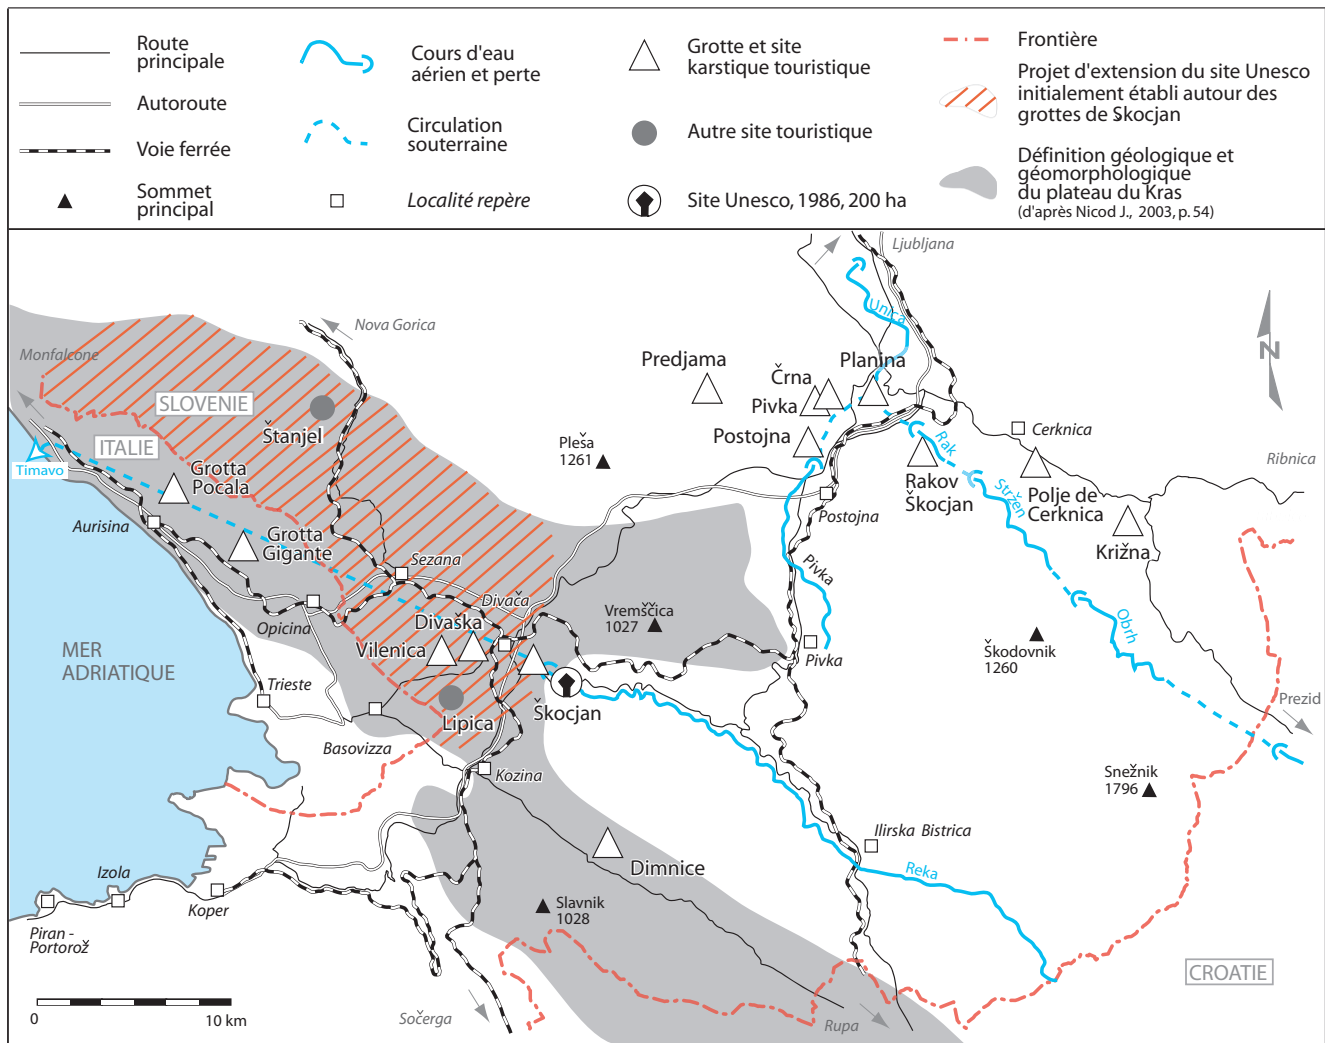 Route
principale
Autoroute
Voie ferrée
Sommet
principal
Cours d'eau
aérien et perte
Circulation
souterraine
Localité repère
Grotte et site
karstique touristique
Autre site touristique
Site Unesco, 1986, 200 ha
Frontière
Projet d'extension du site Unesco
initialement établi autour des
grottes de Skocjan
Définition géologique et
géomorphologique
du plateau du Kras
(d'après Nicod J., 2003, p. 54)
Ljubljana
Unica
Nova Gorica
Monfalcone
SLOVENIE
ITALIE
Štanjel
Timavo
Grotta
Pocala
Aurisina
Grotta
Gigante
Opicina
Sezana
Divača
Divaška
Vilenica
Lipica
Škocjan
Trieste
Basovizza
Kozina
MER
ADRIATIQUE
Predjama
Črna
Pivka
Planina
Postojna
Pleša
1261
Postojna
Pivka
Pivka
Vremščica
1027
Rak
Rakov
Škocjan
Cerknica
Stržen
Polje de
Cerknica
Križna
Ribnica
Obrh
Škodovnik
1260
Prezid
Snežnik
1796
Ilirska Bistrica
Reka
Dimnice
Slavnik
1028
Izola
Koper
Piran -
Portorož
Sočerga
Rupa
CROATIE
N
0
10 km